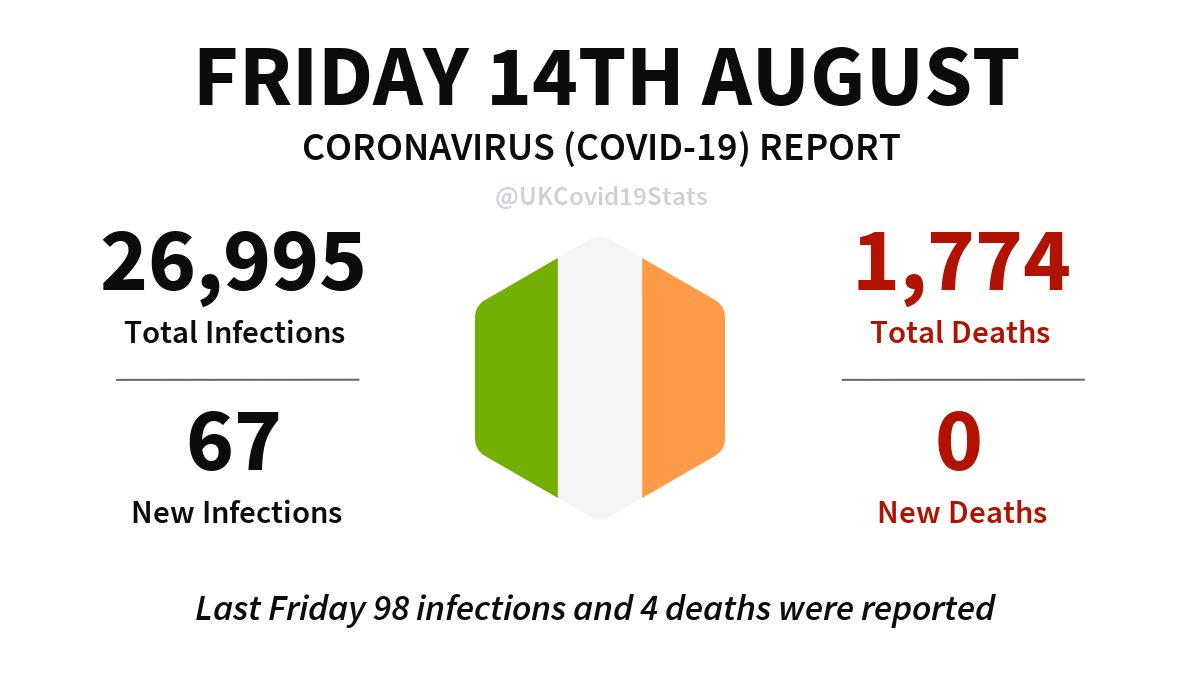 FRIDAY 14TH AUGUST
CORONAVIRUS (COVID-19) REPORT
@UKCovid19Stats
26,995
Total Infections
67
New Infections
1,774
Total Deaths
0
New Deaths
Last Friday 98 infections and 4 deaths were reported